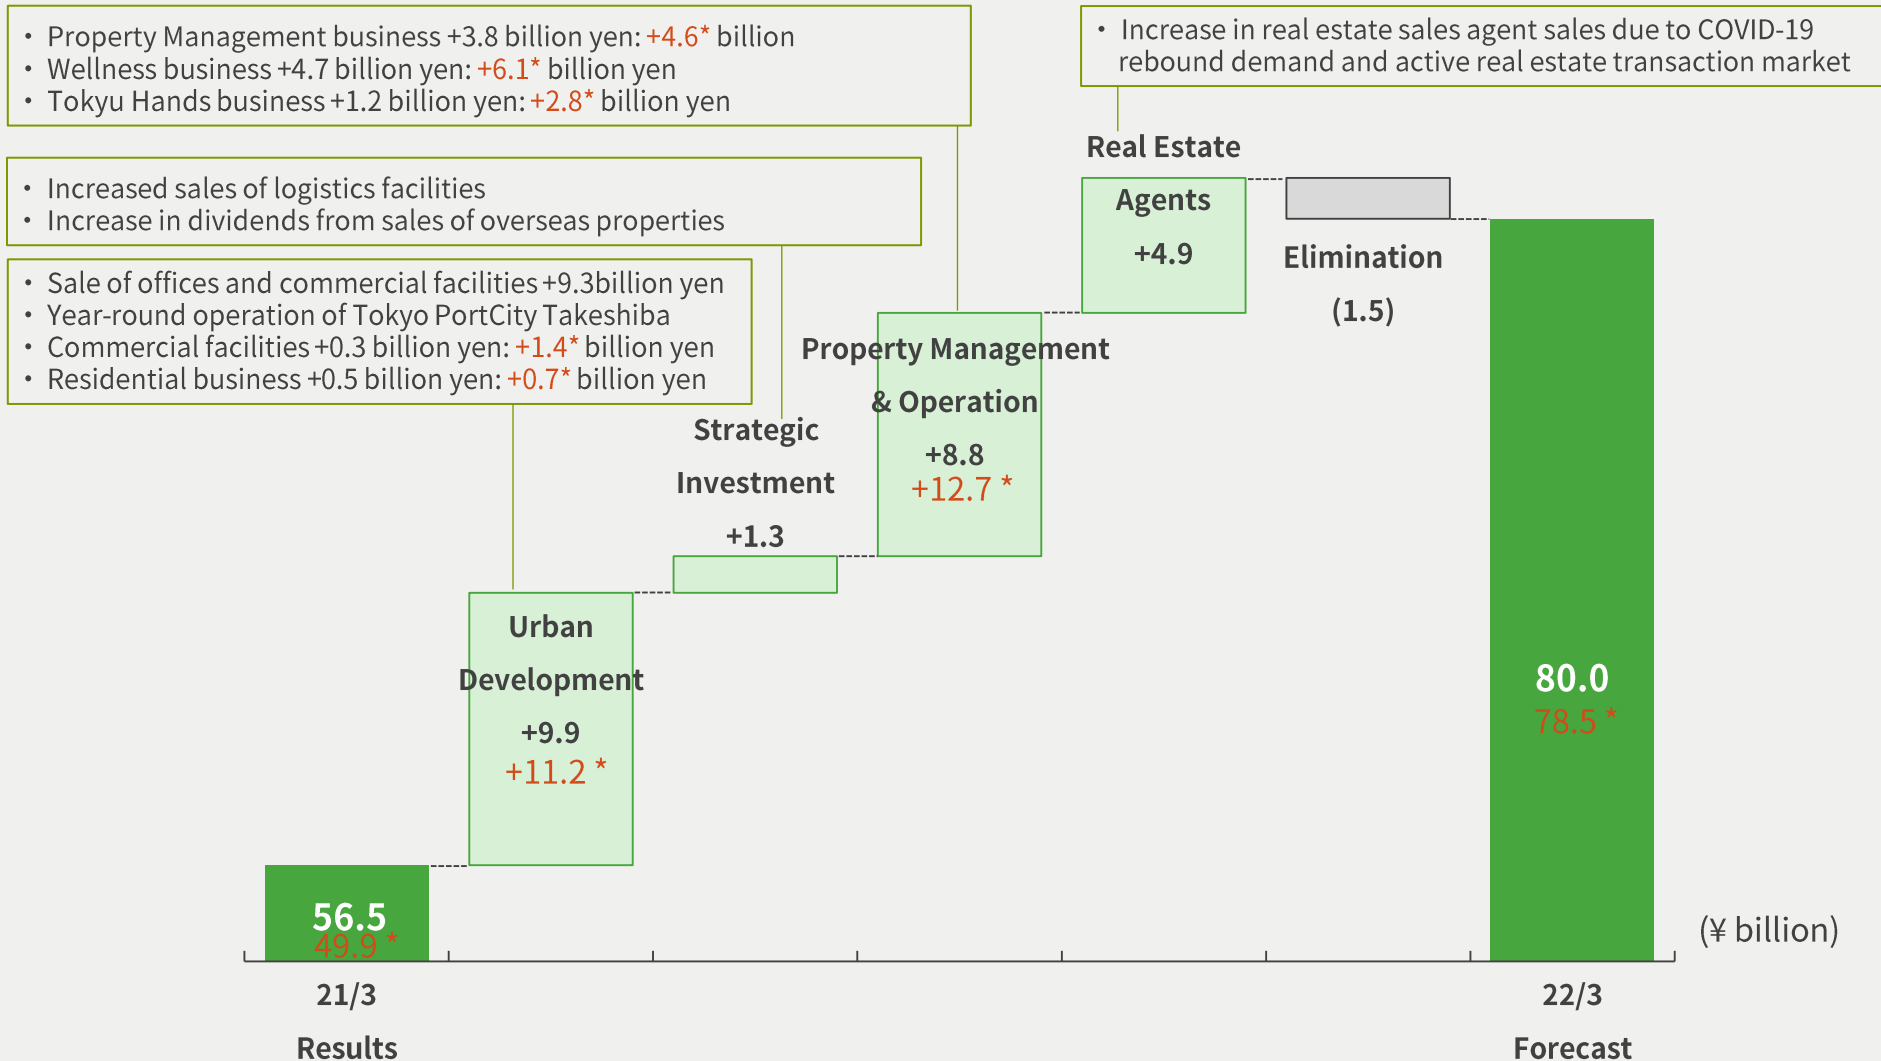 ・ Property Management business +3.8 billion yen: +4.6* billion
・ Wellness business +4.7 billion yen: +6.1* billion yen
・ Tokyu Hands business +1.2 billion yen: +2.8* billion yen
・ Increase in real estate sales agent sales due to COVID-19
rebound demand and active real estate transaction market
・ Increased sales of logistics facilities
・ Increase in dividends from sales of overseas properties
・ Sale of offices and commercial facilities +9.3billion yen
・ Year-round operation of Tokyo PortCity Takeshiba
・ Commercial facilities +0.3 billion yen: +1.4* billion yen
・ Residential business +0.5 billion yen: +0.7* billion yen
Real Estate
Agents
+4.9
Elimination
(1.5)
Property Management
& Operation
+8.8
+12.7 *
Strategic
Investment
+1.3
Urban
Development
+9.9
+11.2 *
56.5
49.9 *
80.0
78.5 *
(¥ billion)
21/3
Results
22/3
Forecast